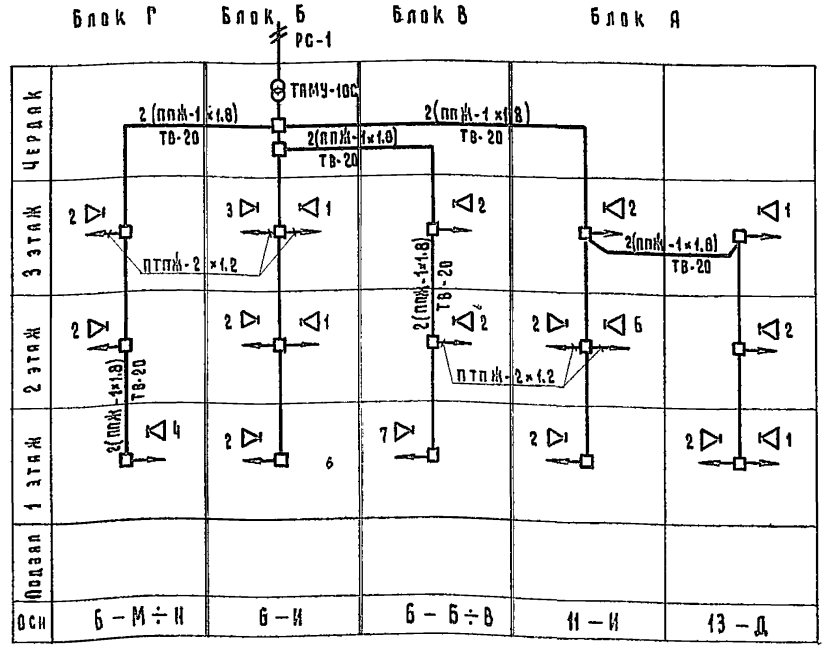 Блок Г Блок Б Блок В Блок А
РС-1
ТАМУ-10С
2(ППЖ-1×1.8) 2(ППЖ-1×1.8)
ТВ-20 ТВ-20
2(ППЖ-1×1.8)
ТВ-20
Чердак
2 3 1 2 2 1
3 этаж
2(ППЖ-1×1.8)
ТВ-20
ПТПЖ-2×1.2
2(ППЖ-1×1.8)
ТВ-20
2 2 1 2 2 6 2
2 этаж
ПТПЖ-2×1.2
2(ППЖ-1×1.8)
ТВ-20
4 2 6 7 2 2 1
1 этаж
Подвал
Оси Б-М÷Н 6-И Б-Б÷В 11-И 13-Д